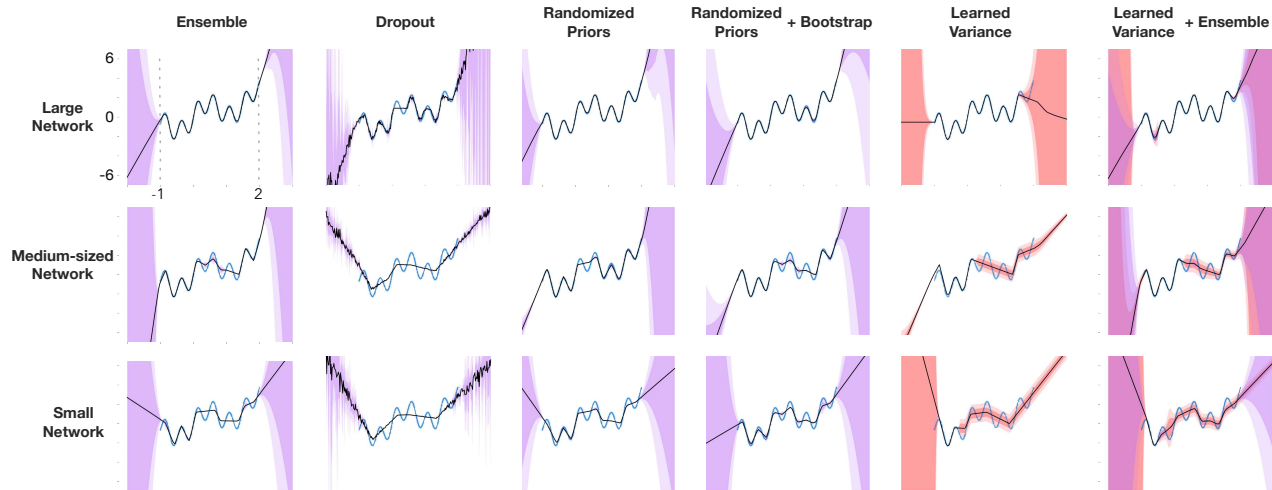 Ensemble
Dropout
Randomized
Priors
Randomized
Priors
+ Bootstrap
Learned
Variance
Learned
Variance
+ Ensemble
Large
Network
6
0
-6
-1
2
Medium-sized
Network
Small
Network